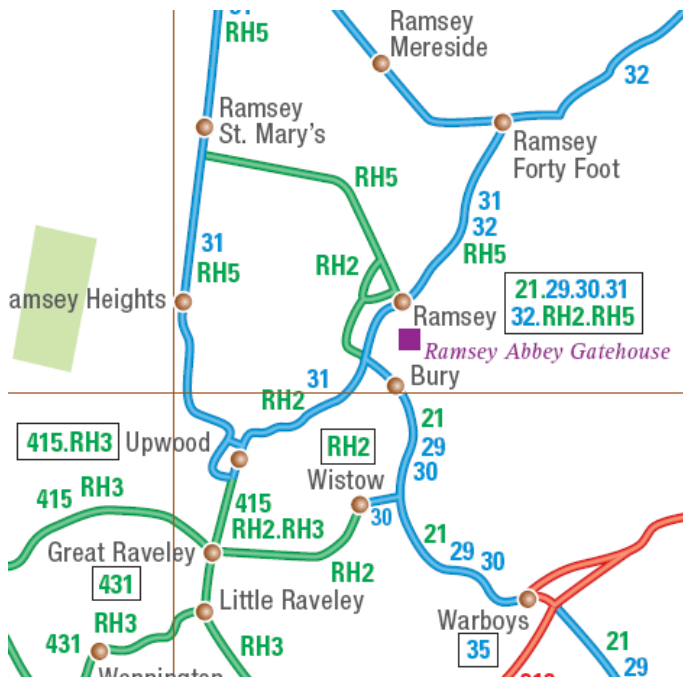 RH5
Ramsey
Mereside
32
Ramsey
St. Mary's
Ramsey
Forty Foot
RH5
31
32
RH5
31
RH5
RH2
amsey Heights
21.29.30.31
32.RH2.RH5
Ramsey
Ramsey Abbey Gatehouse
Bury
31
RH2
21
29
30
415.RH3
Upwood
RH2
Wistow
30
415
RH3
415
RH2.RH3
21
29
30
Great Raveley
RH2
431
Little Raveley
Warboys
35
RH3
431
RH3
21
29